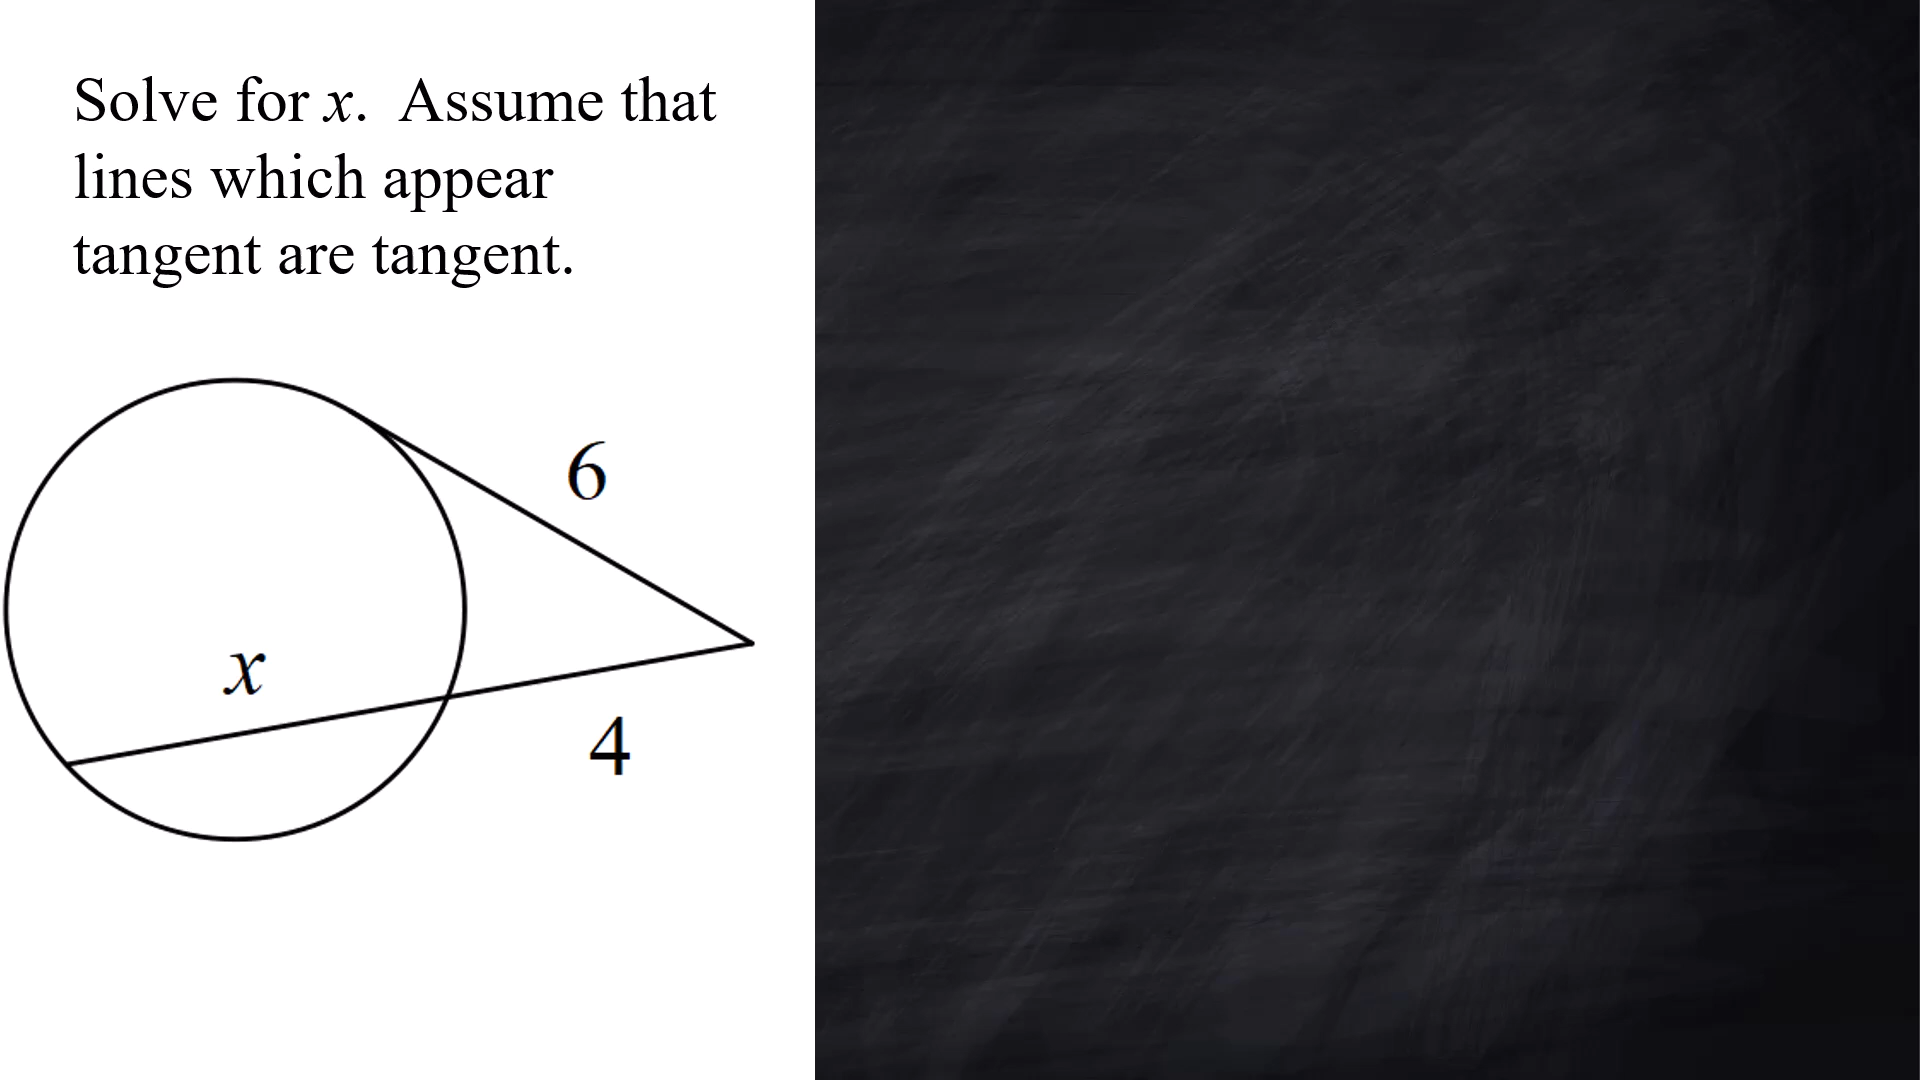 Solve for x. Assume that
lines which appear
tangent are tangent.
6
x
4